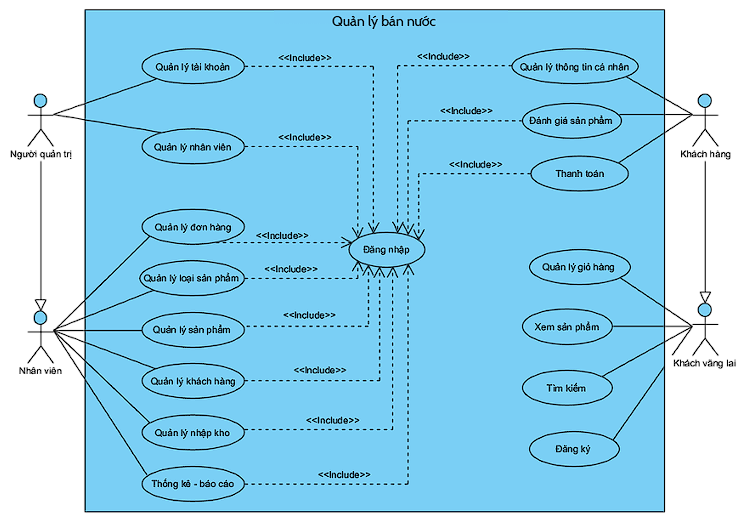 Quản lý bán nước
Quản lý tài khoản
<<Include>>
<<Include>>
Quản lý thông tin cá nhân
Người quản trị
Quản lý nhân viên
<<Include>>
<<Include>>
Đánh giá sản phẩm
Khách hàng
<<Include>>
Thanh toán
Quản lý đơn hàng
<<Include>>
Đăng nhập
Quản lý loại sản phẩm
<<Include>>
Quản lý giỏ hàng
Quản lý sản phẩm
<<Include>>
Xem sản phẩm
Nhân viên
Khách vãng lai
Quản lý khách hàng
<<Include>>
Tìm kiếm
Quản lý nhập kho
<<Include>>
Đăng ký
Thống kê - báo cáo
<<Include>>